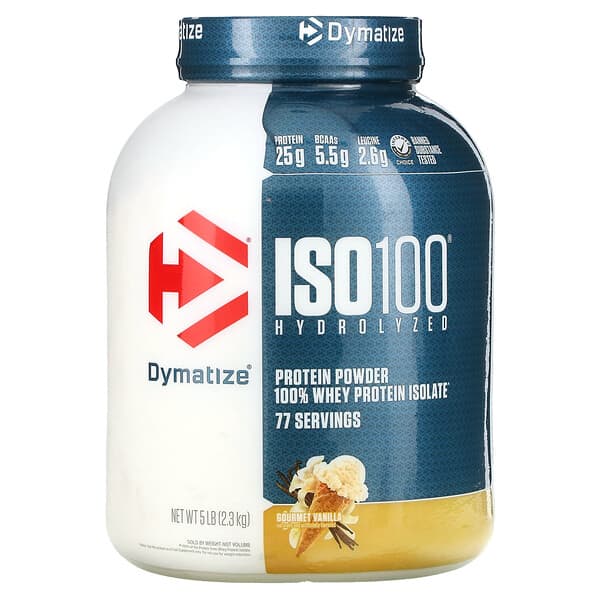 Dymatize
PROTEIN
25g
BCAAs
5.5g
LEUCINE
2.6g
CHOICE
BANNED
SUBSTANCE
TESTED
ISO100®
HYDROLYZED
Dymatize®
PROTEIN POWDER
100% WHEY PROTEIN ISOLATE*
77 SERVINGS
GOURMET VANILLA
NET WT 5 LB (2.3 kg)
SOLD BY WEIGHT NOT VOLUME